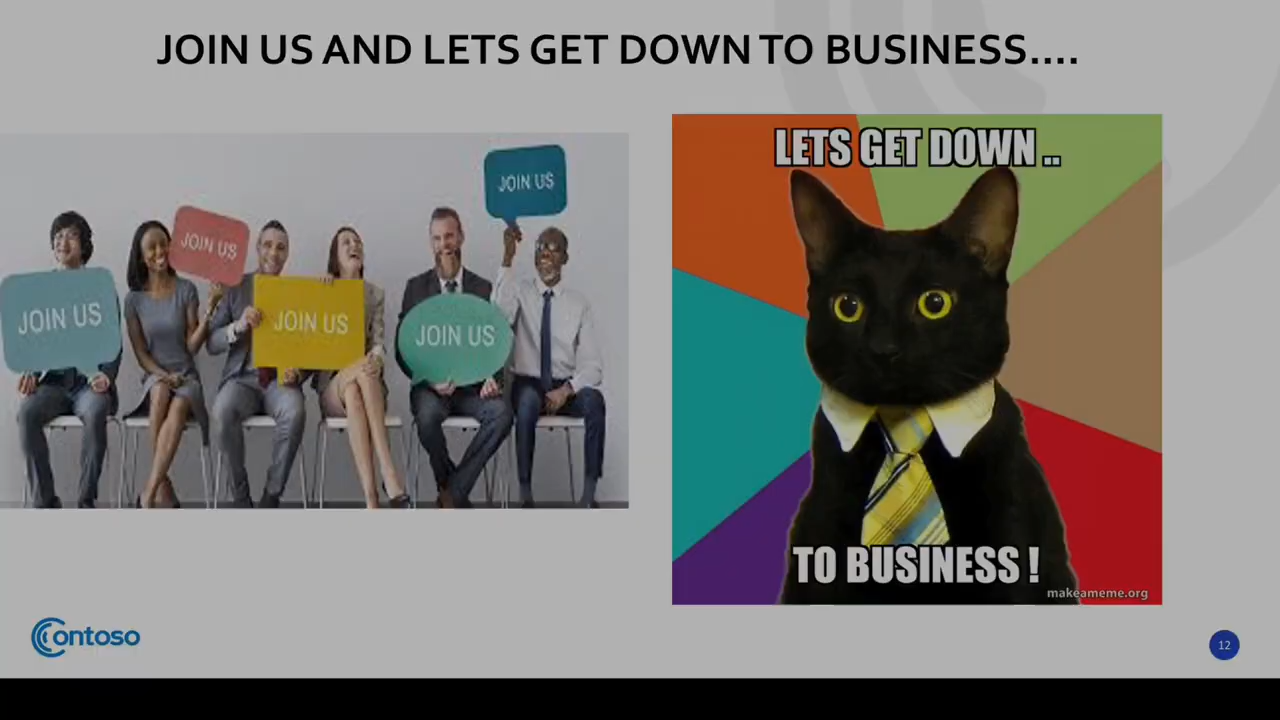 JOIN US AND LETS GET DOWN TO BUSINESS....
JOIN US
JOIN US
JOIN US
JOIN US
JOIN US
LETS GET DOWN ..
TO BUSINESS !
makeameme.org
Contoso
12